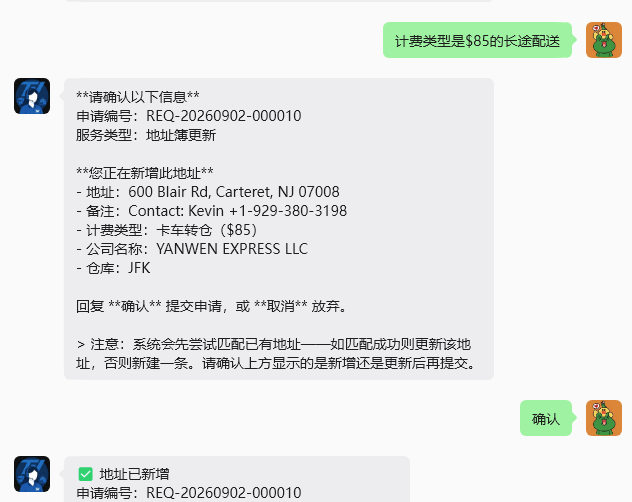 计费类型是$85的长途配送
**请确认以下信息**
申请编号：REQ-20260902-000010
服务类型：地址簿更新
**您正在新增此地址**
- 地址：600 Blair Rd, Carteret, NJ 07008
- 备注：Contact: Kevin +1-929-380-3198
- 计费类型：卡车转仓（$85）
- 公司名称：YANWEN EXPRESS LLC
- 仓库：JFK
回复 **确认** 提交申请，或 **取消** 放弃。
> 注意：系统会先尝试匹配已有地址——如匹配成功则更新该地
址，否则新建一条。请确认上方显示的是新增还是更新后再提交。
确认
✅ 地址已新增
申请编号：REQ-20260902-000010